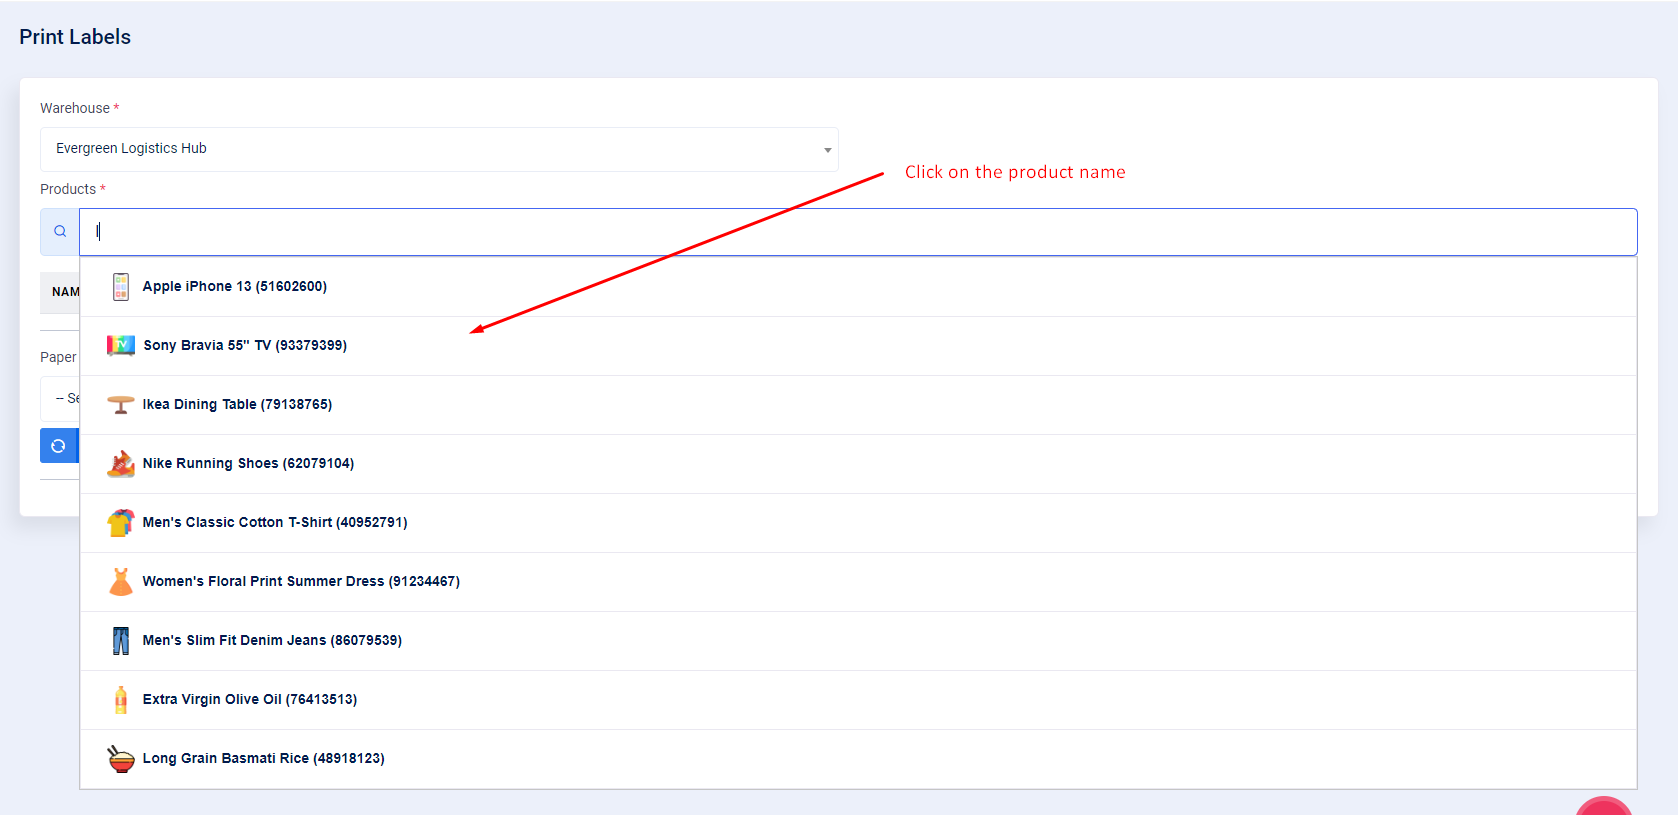 Print Labels
Warehouse *
Evergreen Logistics Hub
Click on the product name
Products *
I
Apple iPhone 13 (51602600)
NAM
Sony Bravia 55" TV (93379399)
Paper
-- Se
Ikea Dining Table (79138765)
Nike Running Shoes (62079104)
Men's Classic Cotton T-Shirt (40952791)
Women's Floral Print Summer Dress (91234467)
Men's Slim Fit Denim Jeans (86079539)
Extra Virgin Olive Oil (76413513)
Long Grain Basmati Rice (48918123)